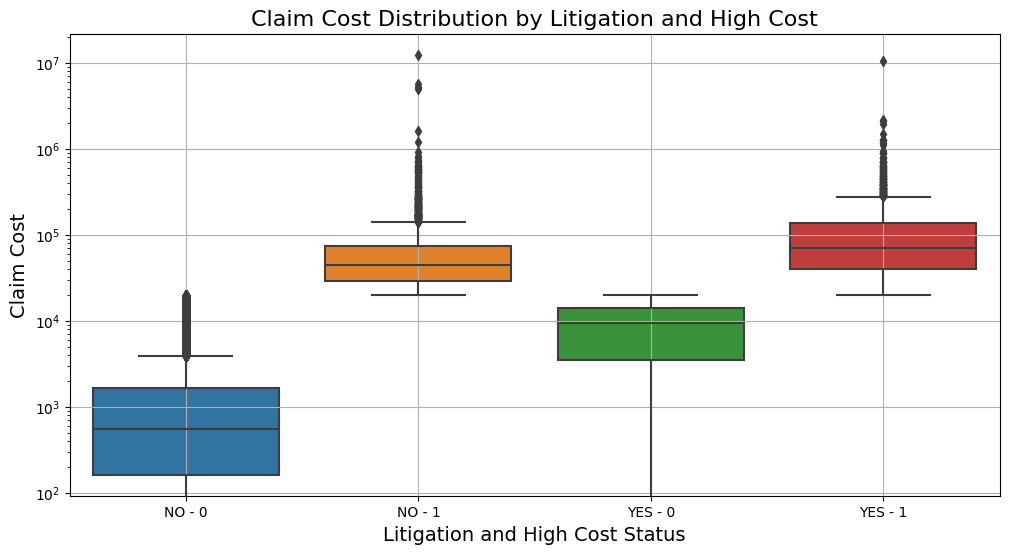 Claim Cost Distribution by Litigation and High Cost
Claim Cost
10⁷
10⁶
10⁵
10⁴
10³
10²
NO - 0
NO - 1
YES - 0
YES - 1
Litigation and High Cost Status